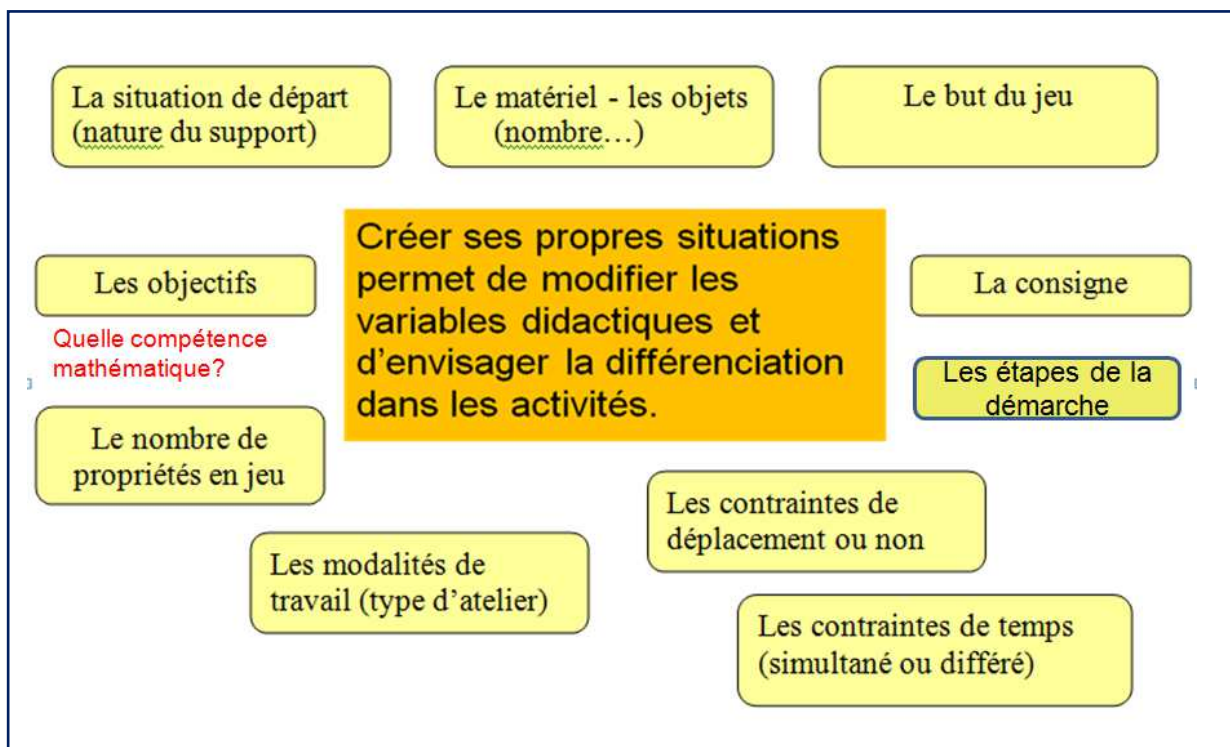 La situation de départ
(nature du support)
Le matériel - les objets
(nombre…)
Le but du jeu
Créer ses propres situations
permet de modifier les
variables didactiques et
d'envisager la différenciation
dans les activités.
Les objectifs
Quelle compétence
mathématique?
La consigne
Les étapes de la
démarche
Le nombre de
propriétés en jeu
Les contraintes de
déplacement ou non
Les modalités de
travail (type d'atelier)
Les contraintes de temps
(simultané ou différé)